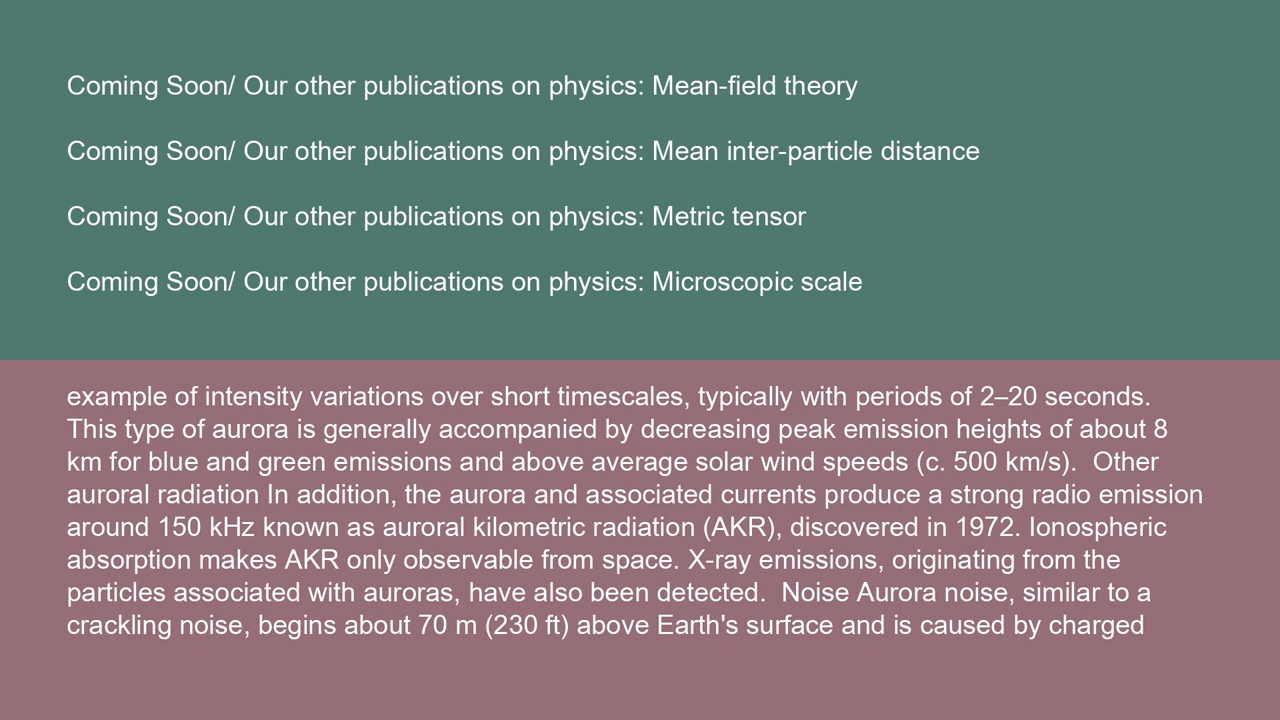 Coming Soon/ Our other publications on physics: Mean-field theory
Coming Soon/ Our other publications on physics: Mean inter-particle distance
Coming Soon/ Our other publications on physics: Metric tensor
Coming Soon/ Our other publications on physics: Microscopic scale
example of intensity variations over short timescales, typically with periods of 2–20 seconds.
This type of aurora is generally accompanied by decreasing peak emission heights of about 8
km for blue and green emissions and above average solar wind speeds (c. 500 km/s).  Other
auroral radiation In addition, the aurora and associated currents produce a strong radio emission
around 150 kHz known as auroral kilometric radiation (AKR), discovered in 1972. Ionospheric
absorption makes AKR only observable from space. X-ray emissions, originating from the
particles associated with auroras, have also been detected.  Noise Aurora noise, similar to a
crackling noise, begins about 70 m (230 ft) above Earth's surface and is caused by charged